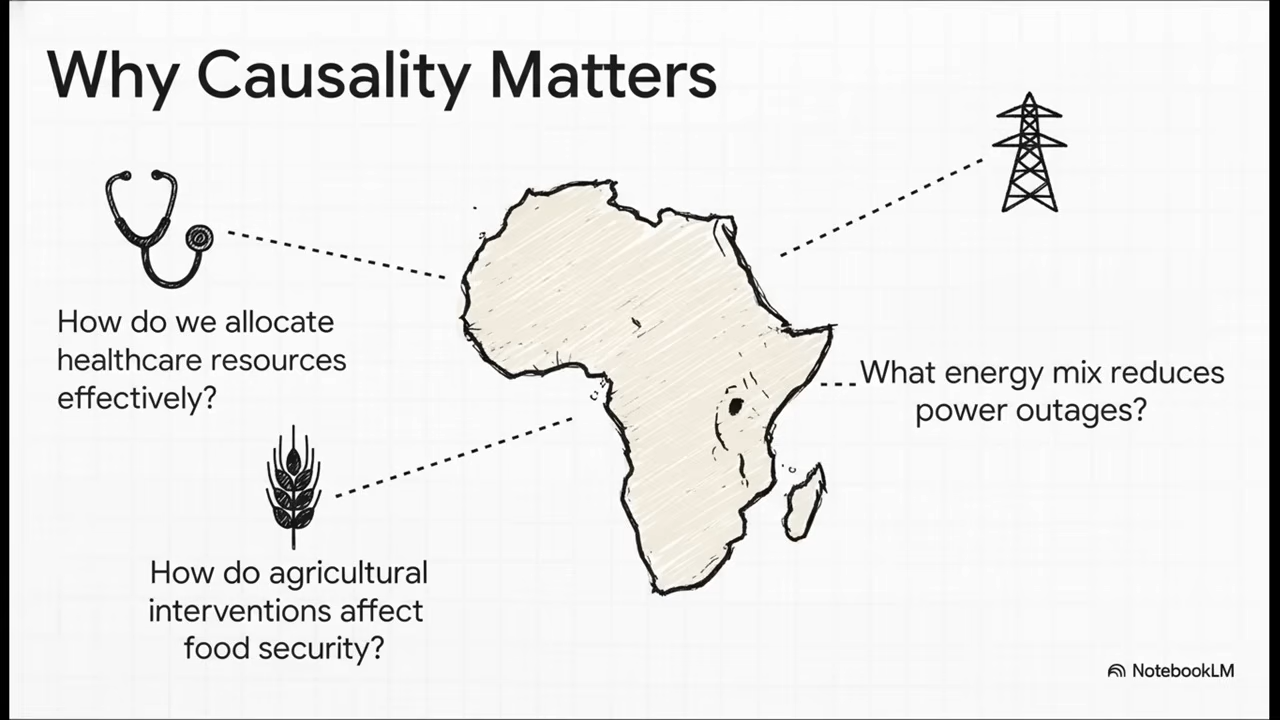 Why Causality Matters
How do we allocate
healthcare resources
effectively?
What energy mix reduces
power outages?
How do agricultural
interventions affect
food security?
NotebookLM